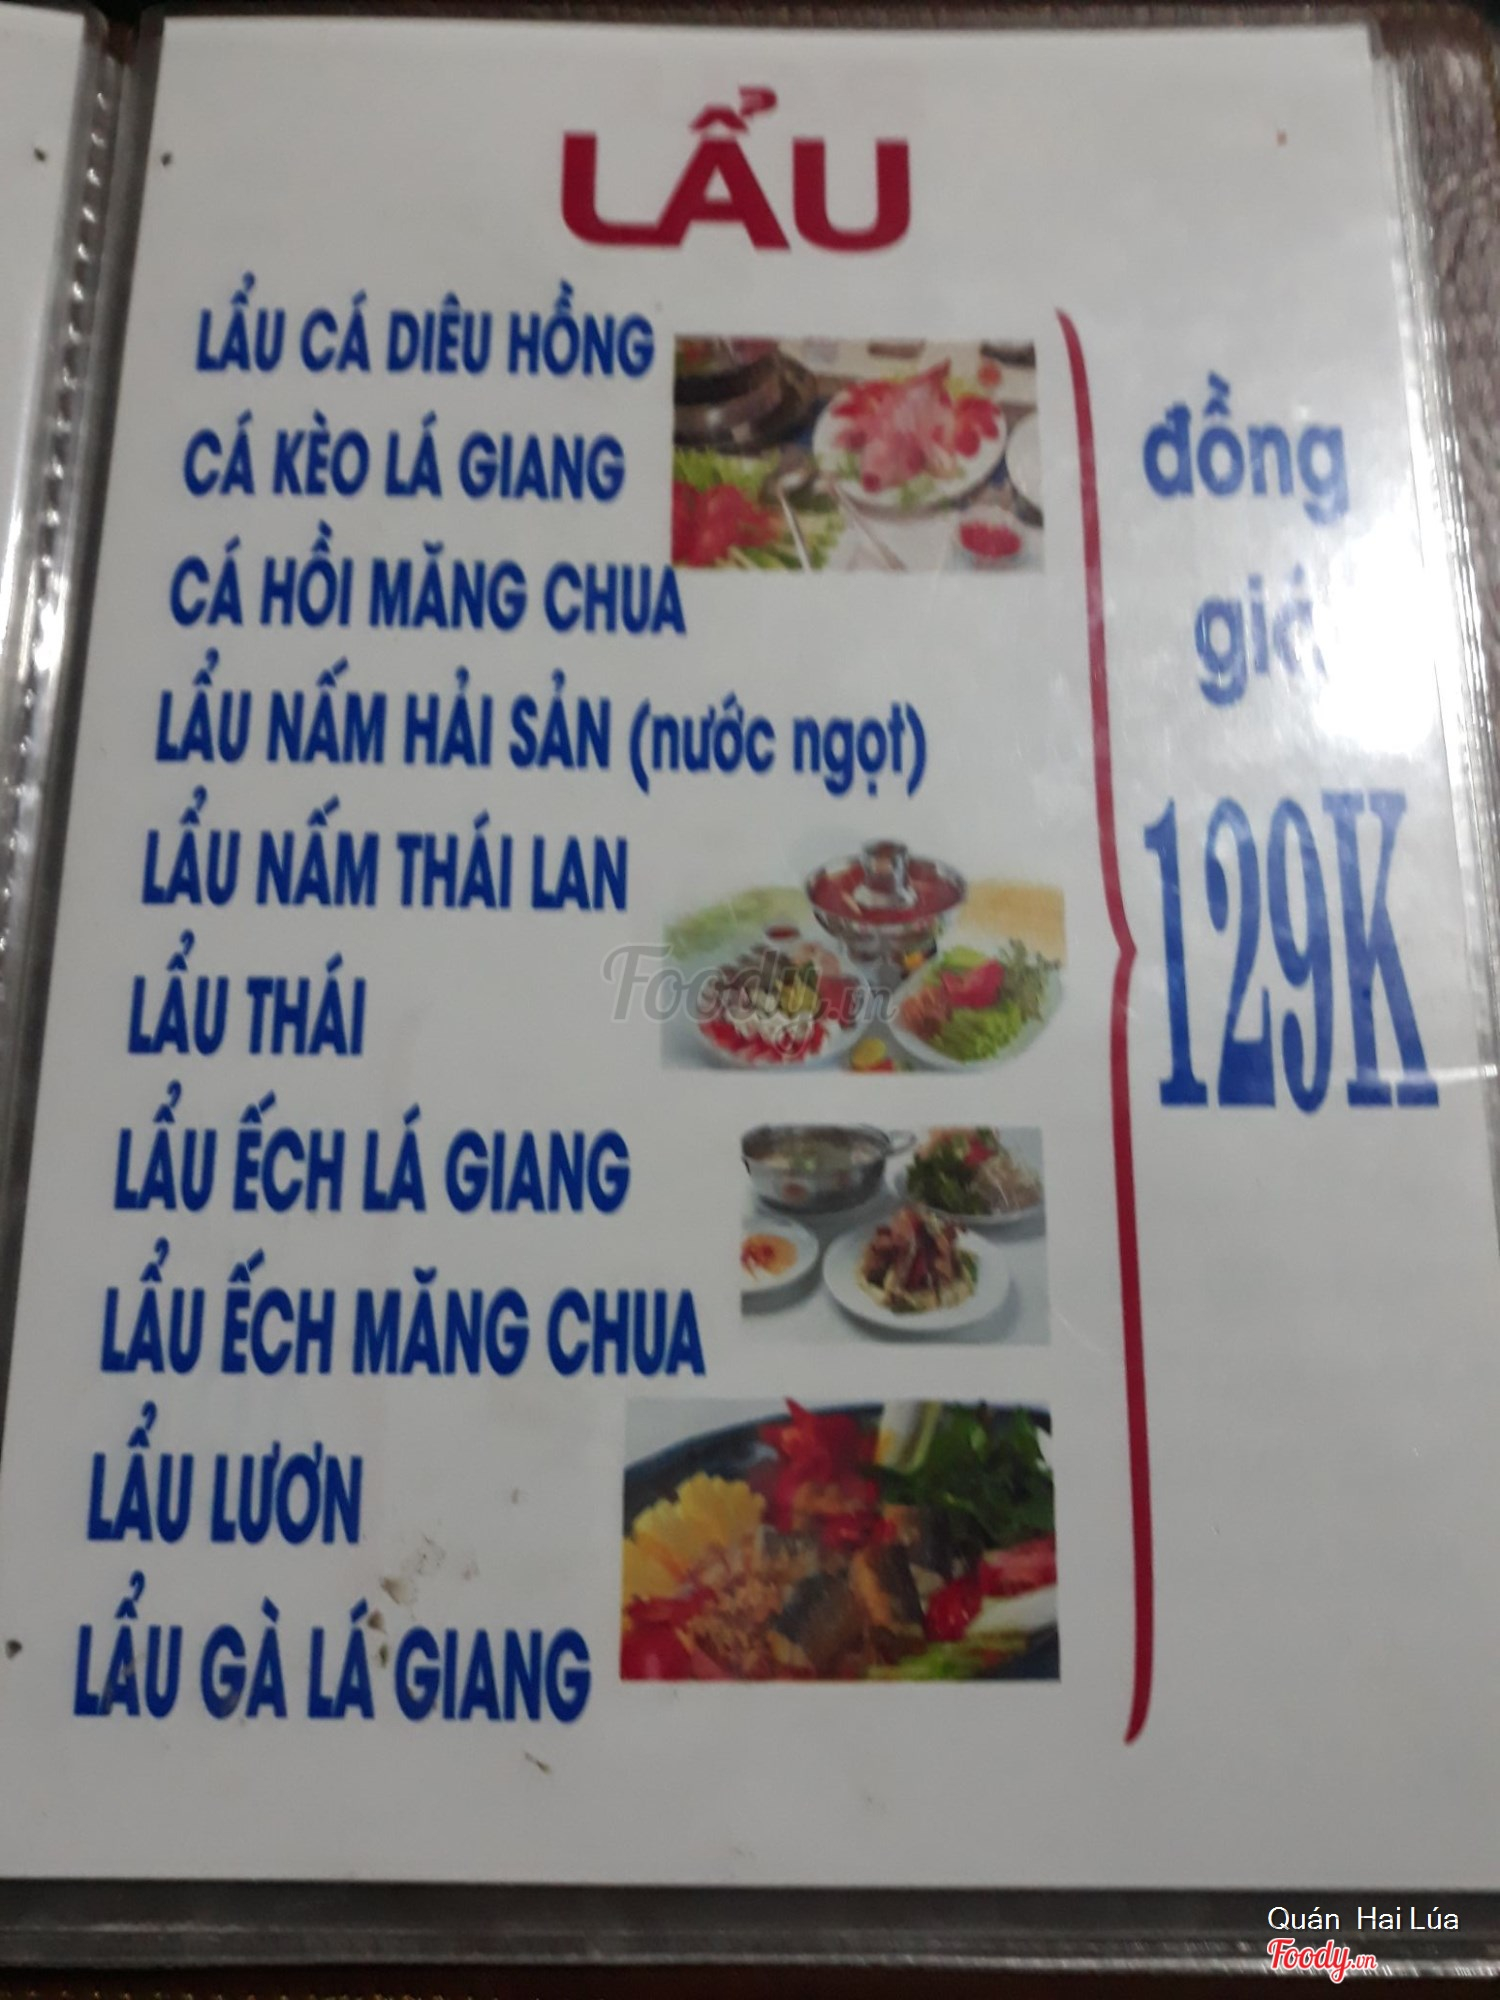 LẨU
LẨU CÁ DIÊU HỒNG
CÁ KÈO LÁ GIANG
CÁ HỒI MĂNG CHUA
LẨU NẤM HẢI SẢN (nước ngọt)
LẨU NẤM THÁI LAN
LẨU THÁI
LẨU ẾCH LÁ GIANG
LẨU ẾCH MĂNG CHUA
LẨU LƯƠN
LẨU GÀ LÁ GIANG
đồng
giá
129K
Foody.vn
Quán Hai Lúa
Foody.vn